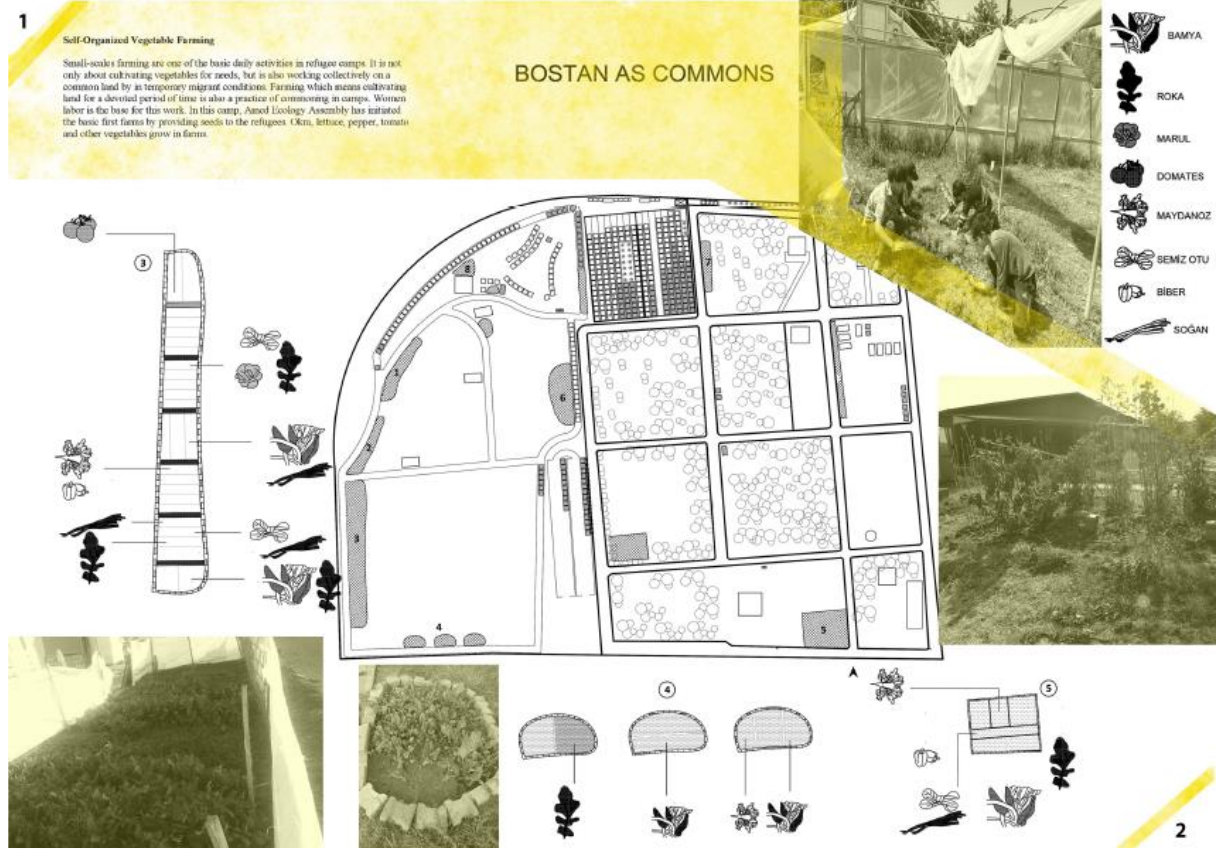 1
Self-Organized Vegetable Farming
Small-scales farming are one of the basic daily activities in refugee camps. It is not
only about cultivating vegetables for needs, but is also working collectively on a
common land by in temporary migrant conditions. Farming which means cultivating
land for a devoted period of time is also a practice of commoning in camps. Women
labor is the base for this work. In this camp, Amed Ecology Assembly has initiated
the basic first farms by providing seeds to the refugees. Okra, lettuce, pepper, tomato
and other vegetables grow in farms.
BOSTAN AS COMMONS
BAMYA
ROKA
MARUL
DOMATES
MAYDANOZ
SEMİZ OTU
BİBER
SOĞAN
3
8
7
1
6
2
3
4
5
4
5
2